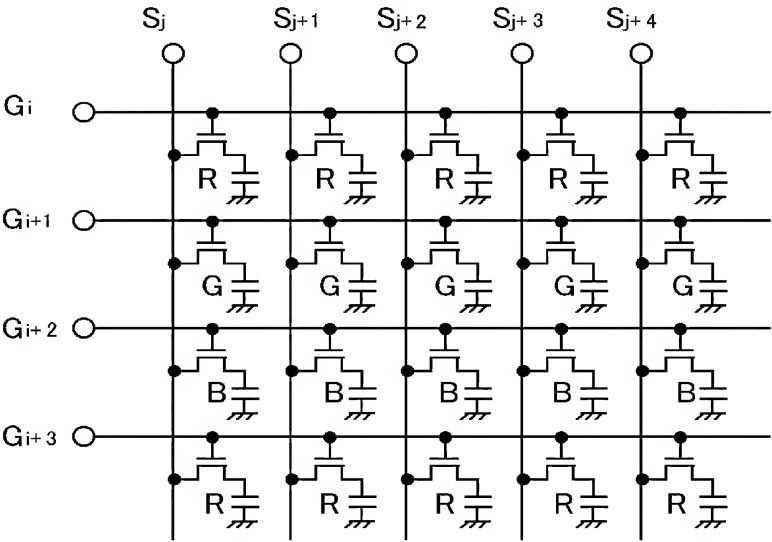 Sj Sj+1 Sj+2 Sj+3 Sj+4
Gi
R R R R R
Gi+1
G G G G G
Gi+2
B B B B B
Gi+3
R R R R R